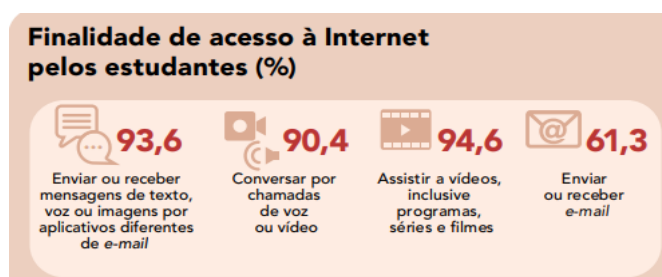 Finalidade de acesso à Internet
pelos estudantes (%)
93,6
Enviar ou receber
mensagens de texto,
voz ou imagens por
aplicativos diferentes
de e-mail
90,4
Conversar por
chamadas
de voz
ou vídeo
94,6
Assistir a vídeos,
inclusive
programas,
séries e filmes
@
61,3
Enviar
ou receber
e-mail